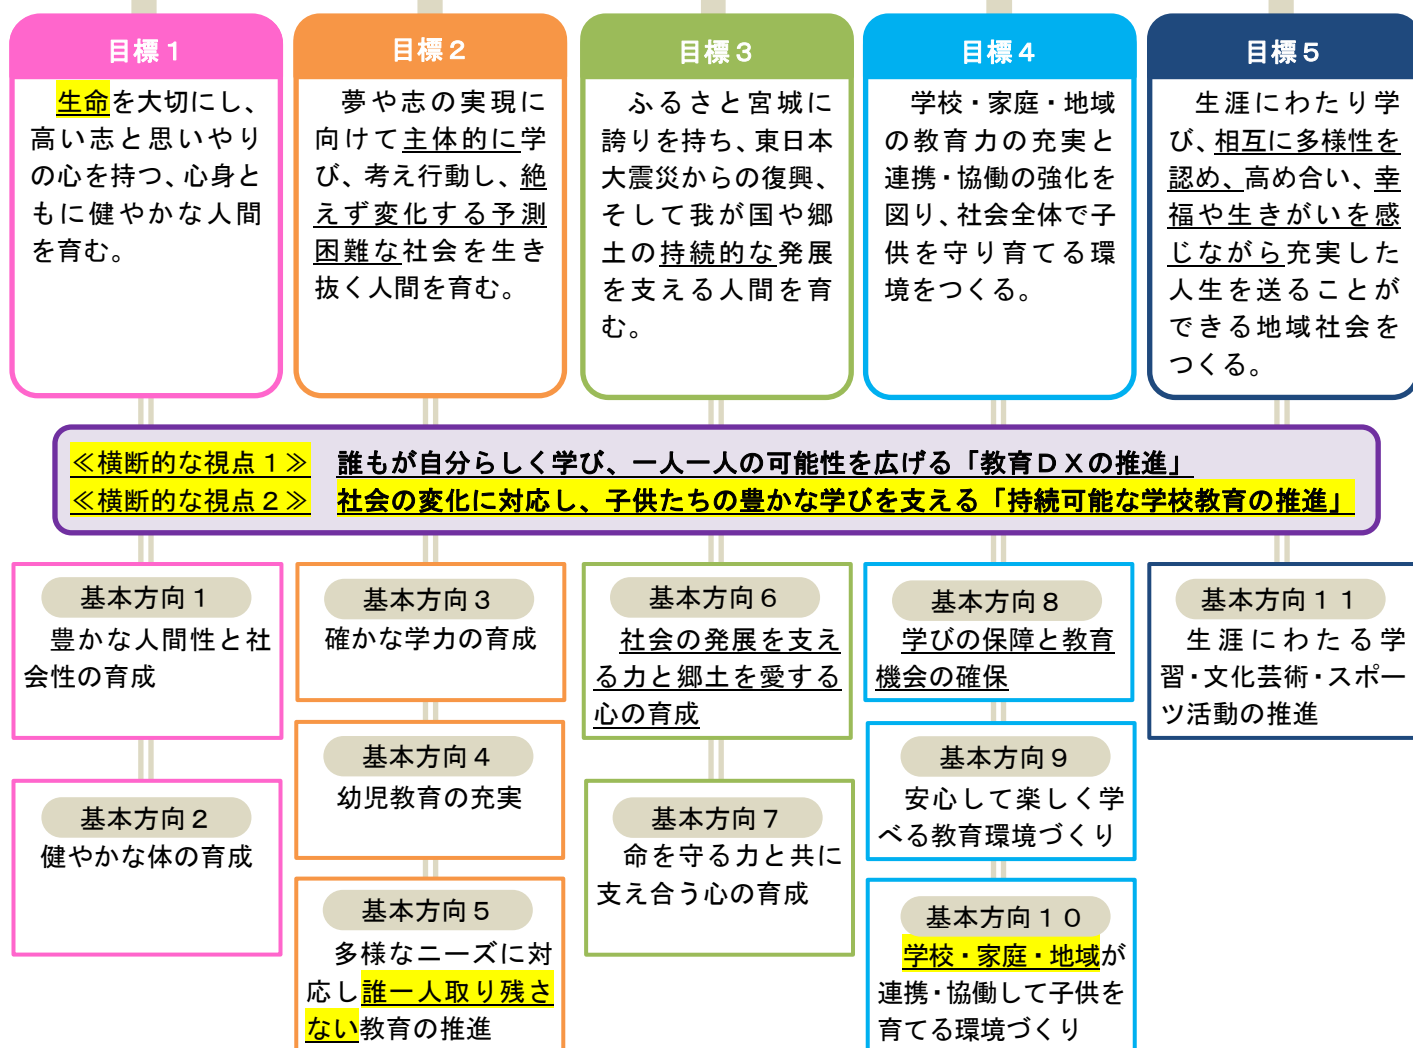 目標１
生命を大切にし、
高い志と思いやり
の心を持つ、心身と
もに健やかな人間
を育む。
目標２
夢や志の実現に
向けて主体的に学
び、考え行動し、絶
えず変化する予測
困難な社会を生き
抜く人間を育む。
目標３
ふるさと宮城に
誇りを持ち、東日本
大震災からの復興、
そして我が国や郷
土の持続的な発展
を支える人間を育
む。
目標４
学校・家庭・地域
の教育力の充実と
連携・協働の強化を
図り、社会全体で子
供を守り育てる環
境をつくる。
目標５
生涯にわたり学
び、相互に多様性を
認め、高め合い、幸
福や生きがいを感
じながら充実した
人生を送ることが
できる地域社会を
つくる。
≪横断的な視点１≫　誰もが自分らしく学び、一人一人の可能性を広げる「教育ＤＸの推進」
≪横断的な視点２≫　社会の変化に対応し、子供たちの豊かな学びを支える「持続可能な学校教育の推進」
基本方向１
豊かな人間性と社
会性の育成
基本方向２
健やかな体の育成
基本方向３
確かな学力の育成
基本方向４
幼児教育の充実
基本方向５
多様なニーズに対
応し誰一人取り残さ
ない教育の推進
基本方向６
社会の発展を支え
る力と郷土を愛する
心の育成
基本方向７
命を守る力と共に
支え合う心の育成
基本方向８
学びの保障と教育
機会の確保
基本方向９
安心して楽しく学
べる教育環境づくり
基本方向１０
学校・家庭・地域が
連携・協働して子供を
育てる環境づくり
基本方向１１
生涯にわたる学
習・文化芸術・スポー
ツ活動の推進